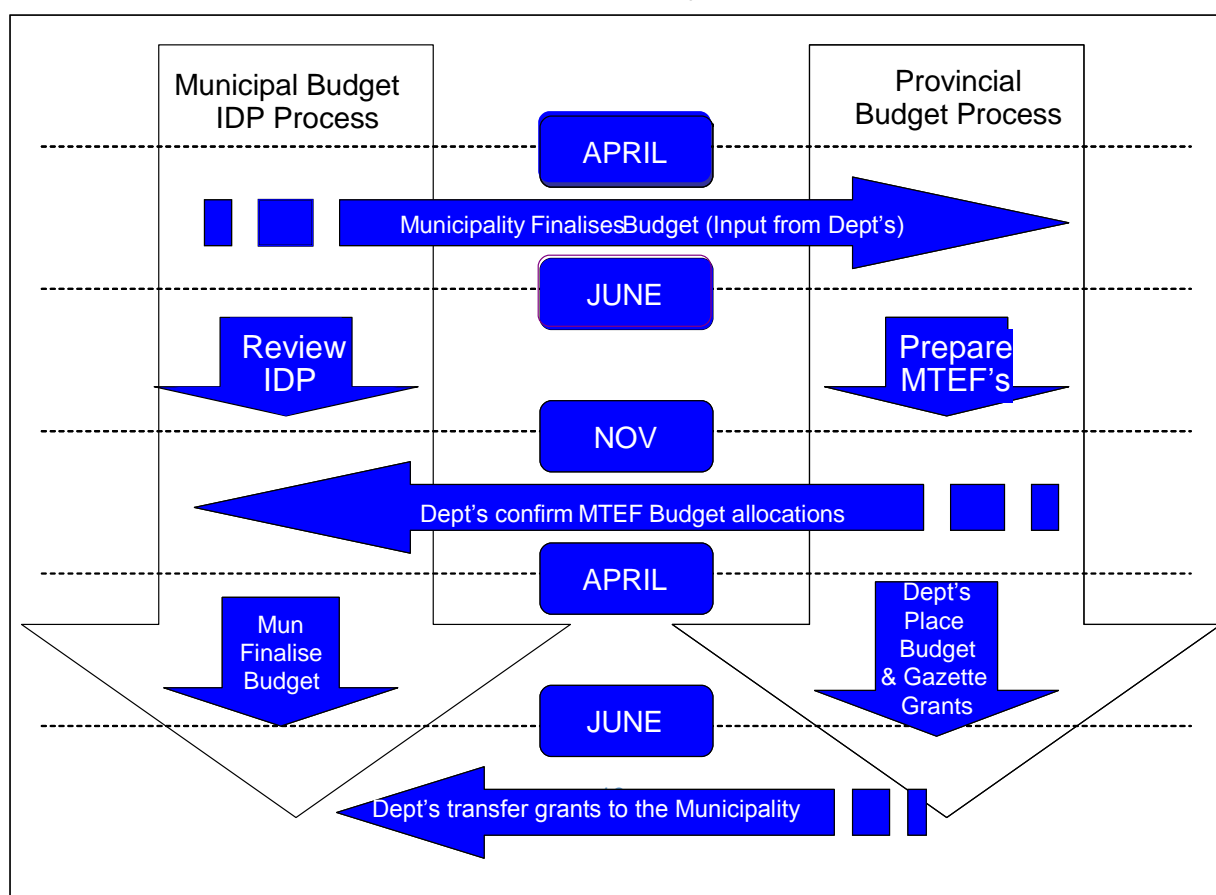 Municipal Budget
IDP Process
Provincial
Budget Process
APRIL
Municipality FinalisesBudget (Input from Dept's)
JUNE
Review
IDP
Prepare
MTEF's
NOV
Dept's confirm MTEF Budget allocations
APRIL
Mun
Finalise
Budget
Dept's
Place
Budget
& Gazette
Grants
JUNE
Dept's transfer grants to the Municipality